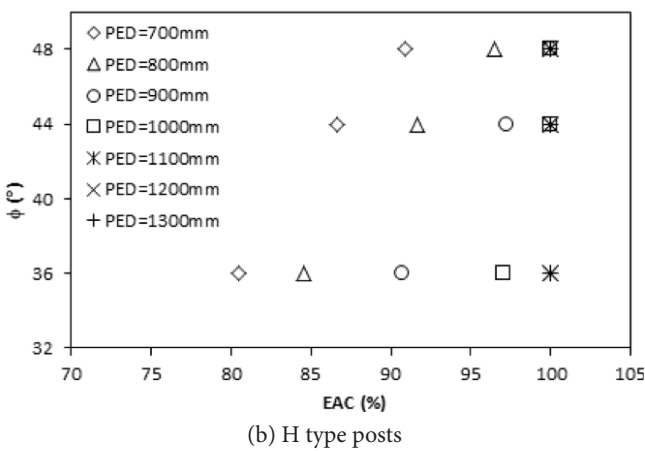 48
44
40
36
32
ϕ (°)
PED=700mm
PED=800mm
PED=900mm
PED=1000mm
PED=1100mm
PED=1200mm
PED=1300mm
70 75 80 85 90 95 100 105
EAC (%)
(b) H type posts